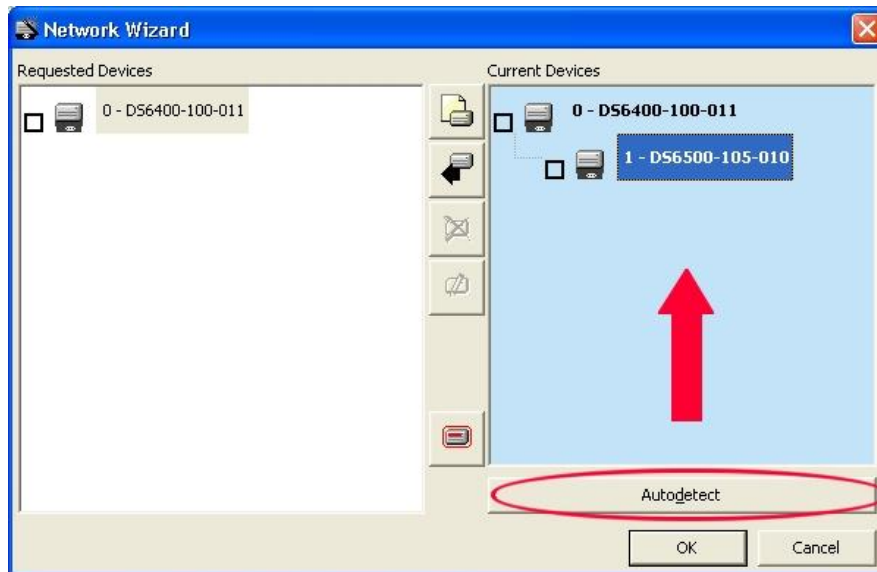 Network Wizard
Requested Devices
Current Devices
0 - DS6400-100-011
0 - DS6400-100-011
1 - DS6500-105-010
Autodetect
OK
Cancel